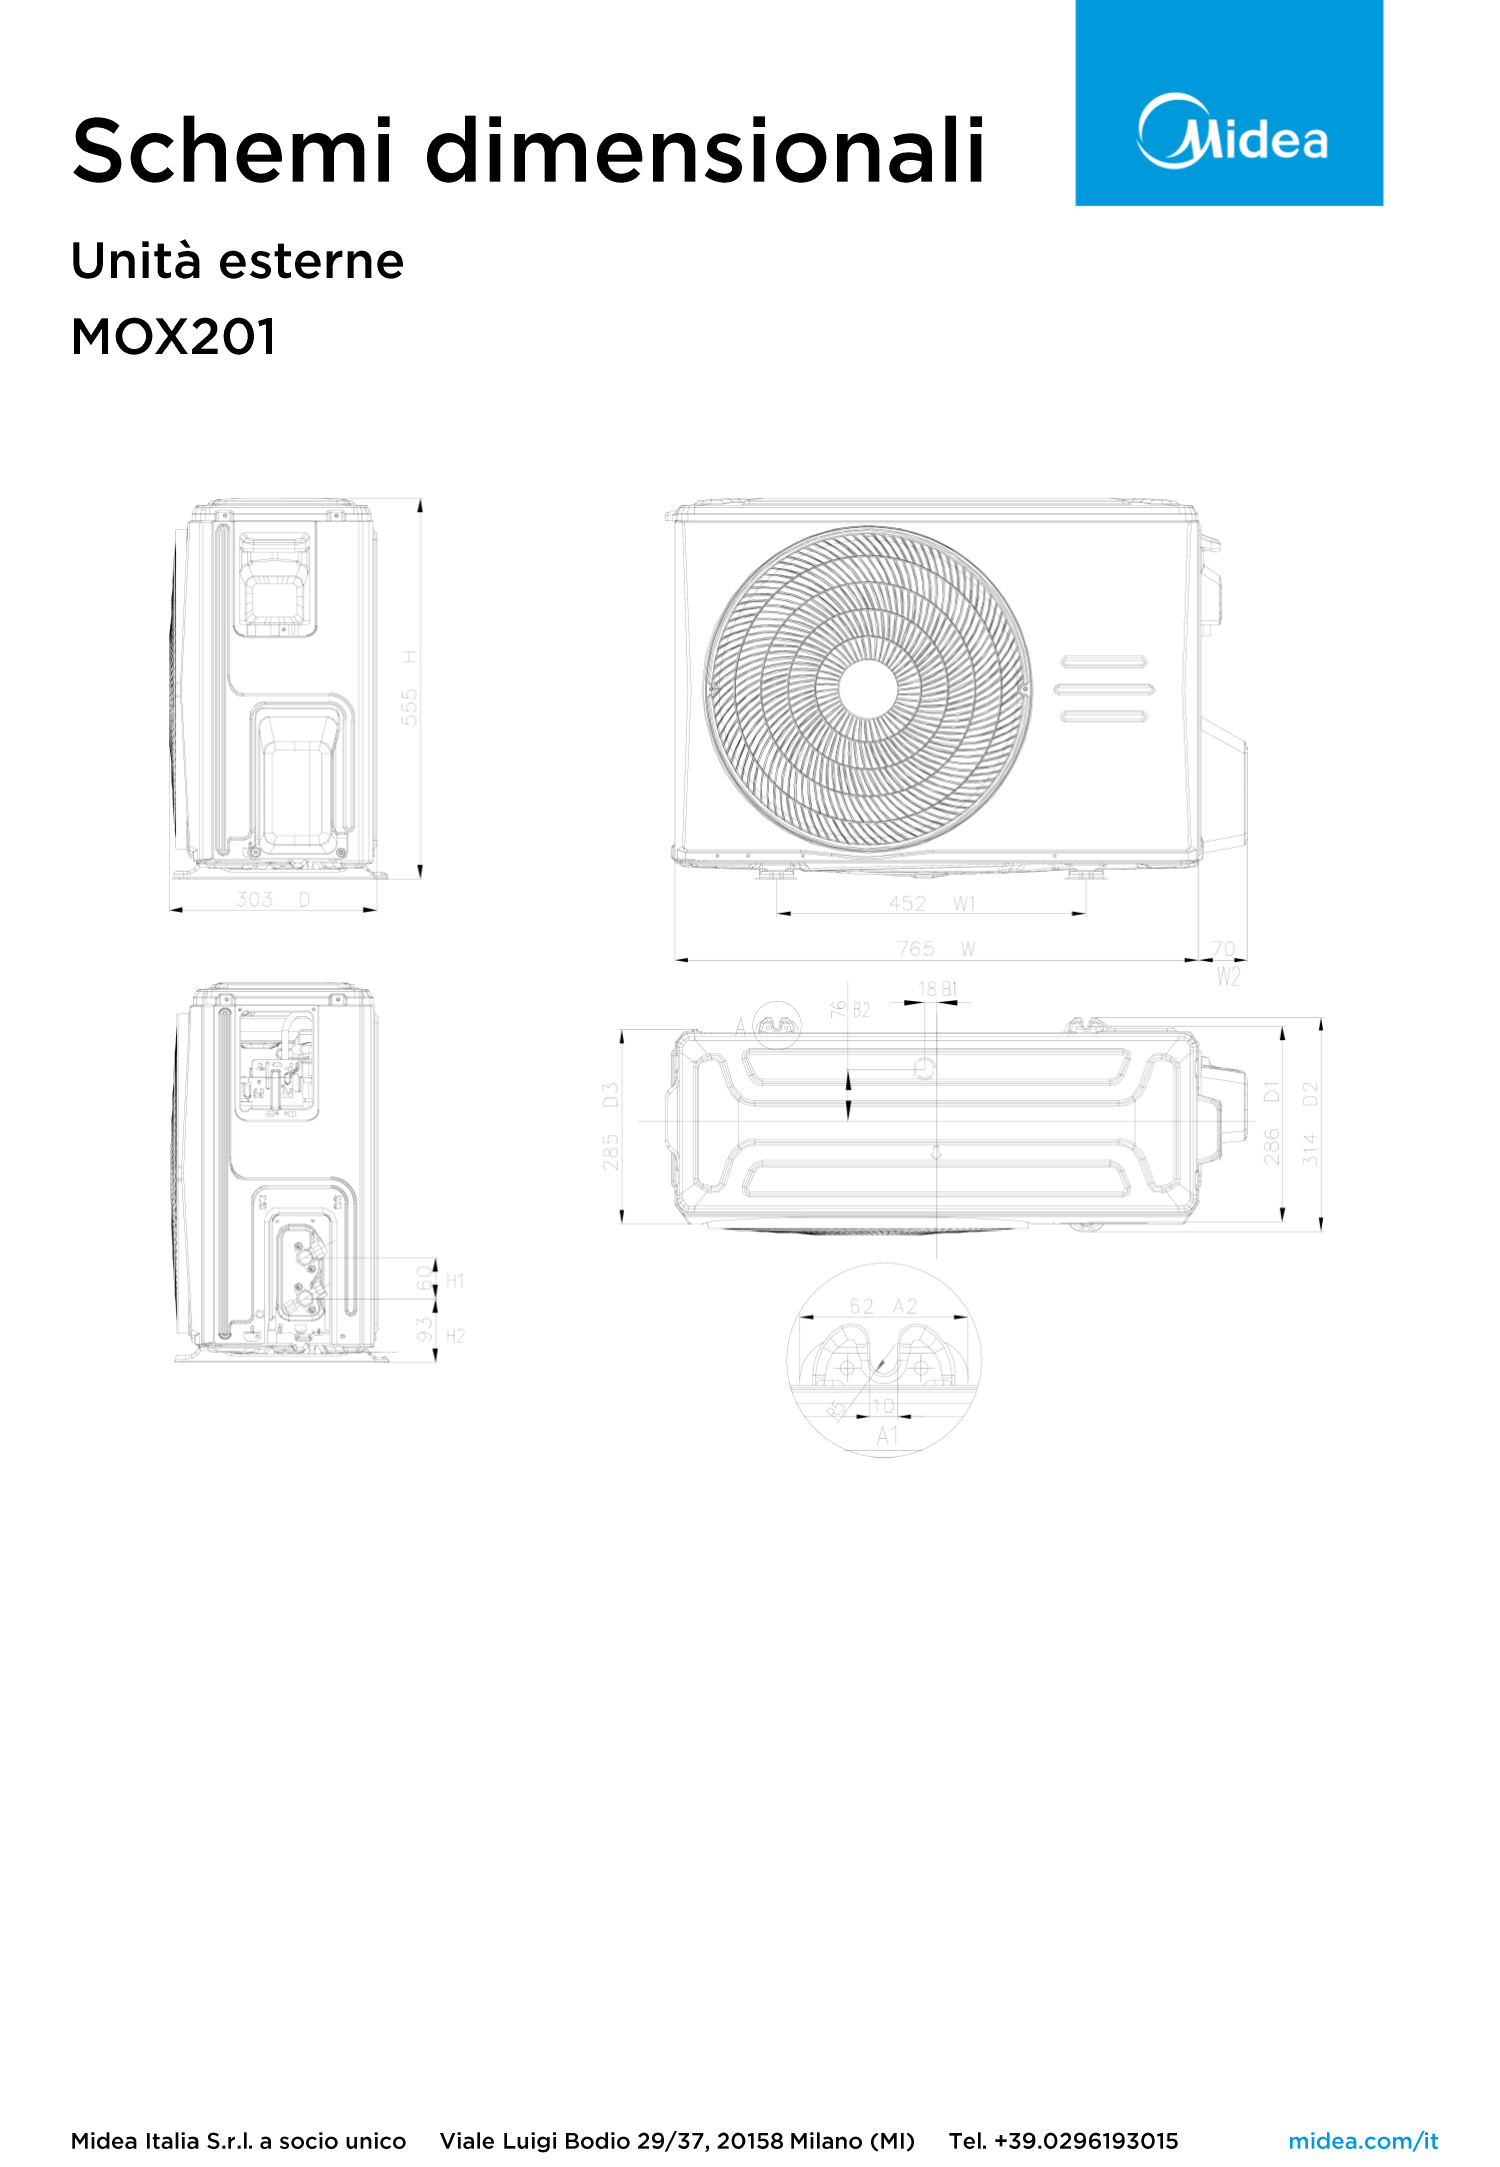 Schemi dimensionali
Midea
Unità esterne
MOX201
555 H
303 D
452 W1
765 W
70
W2
18 B1
76 B2
A
285 D3
286 D1
314 D2
60 H1
93 H2
62 A2
R5
10
A1
Midea Italia S.r.l. a socio unico Viale Luigi Bodio 29/37, 20158 Milano (MI) Tel. +39.0296193015 midea.com/it